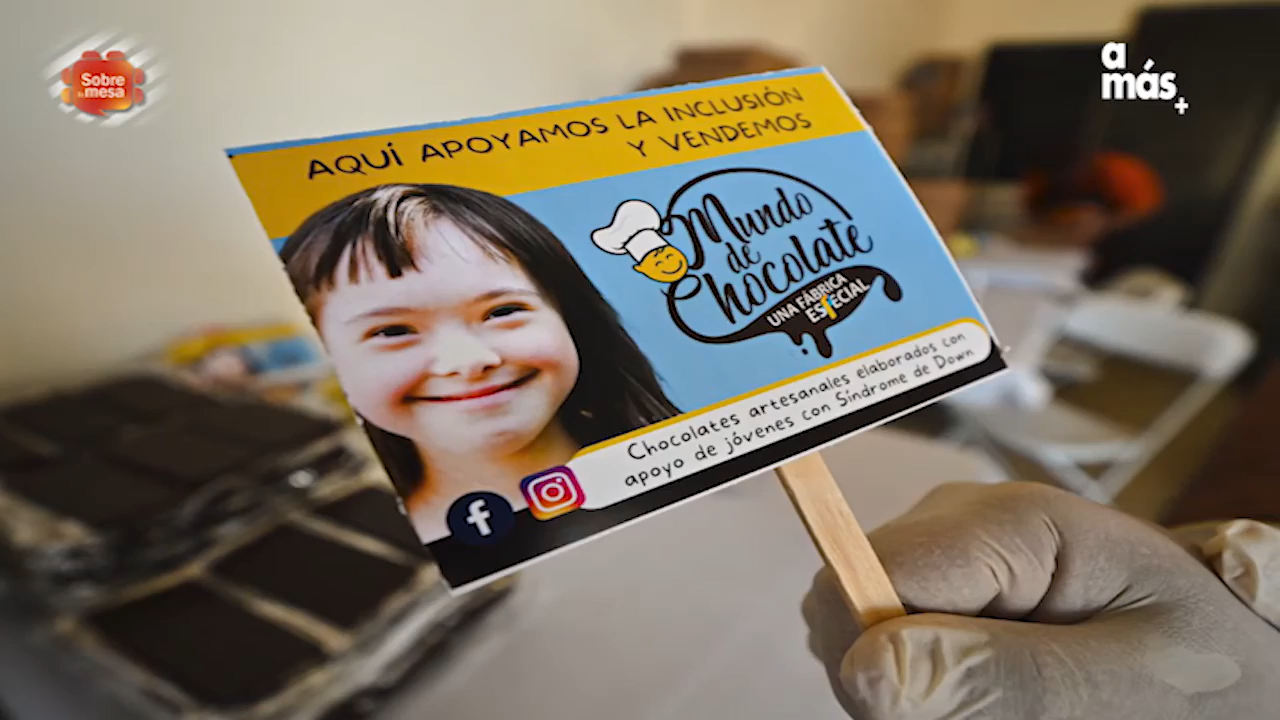 Sobre
la
mesa
a
más+
AQUÍ APOYAMOS LA INCLUSIÓN
Y VENDEMOS
Mundo
de
Chocolate
UNA FÁBRICA
ESPECIAL
Chocolates artesanales elaborados con
apoyo de jóvenes con Síndrome de Down